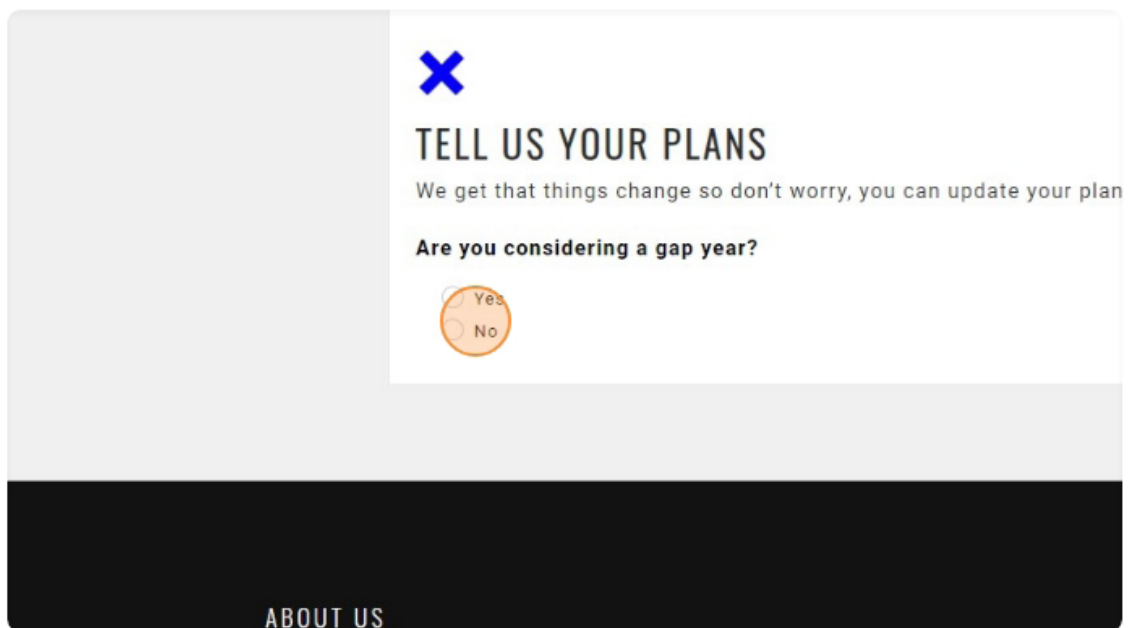 TELL US YOUR PLANS
We get that things change so don’t worry, you can update your plan
Are you considering a gap year?
Yes
No
ABOUT US